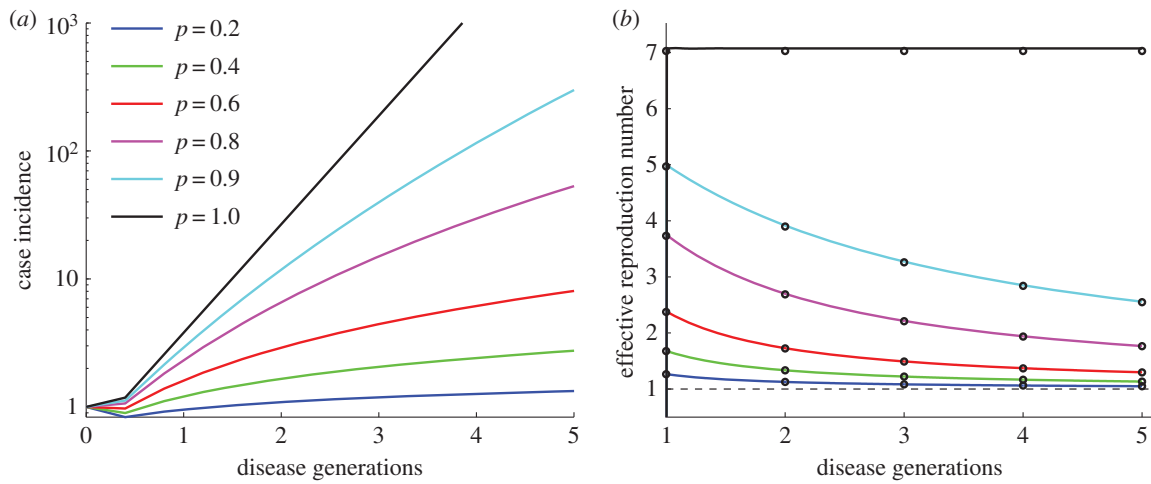 (a)
10³
10²
10
1
case incidence
p = 0.2
p = 0.4
p = 0.6
p = 0.8
p = 0.9
p = 1.0
0 1 2 3 4 5
disease generations
(b)
7
6
5
4
3
2
1
effective reproduction number
1 2 3 4 5
disease generations